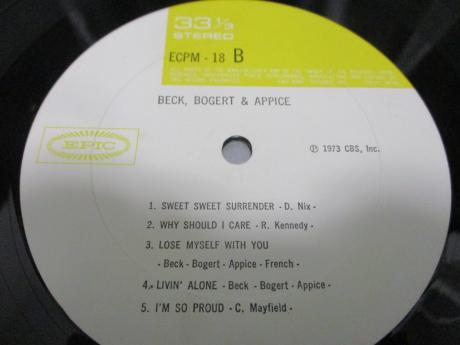 33 1/3
STEREO
ECPM - 18 B
BECK, BOGERT & APPICE
EPIC
Ⓟ 1973 CBS, Inc.
1. SWEET SWEET SURRENDER - D. Nix -
2. WHY SHOULD I CARE - R. Kennedy -
3. LOSE MYSELF WITH YOU
- Beck - Bogert - Appice - French -
4. LIVIN' ALONE - Beck - Bogert - Appice -
5. I'M SO PROUD - C. Mayfield -